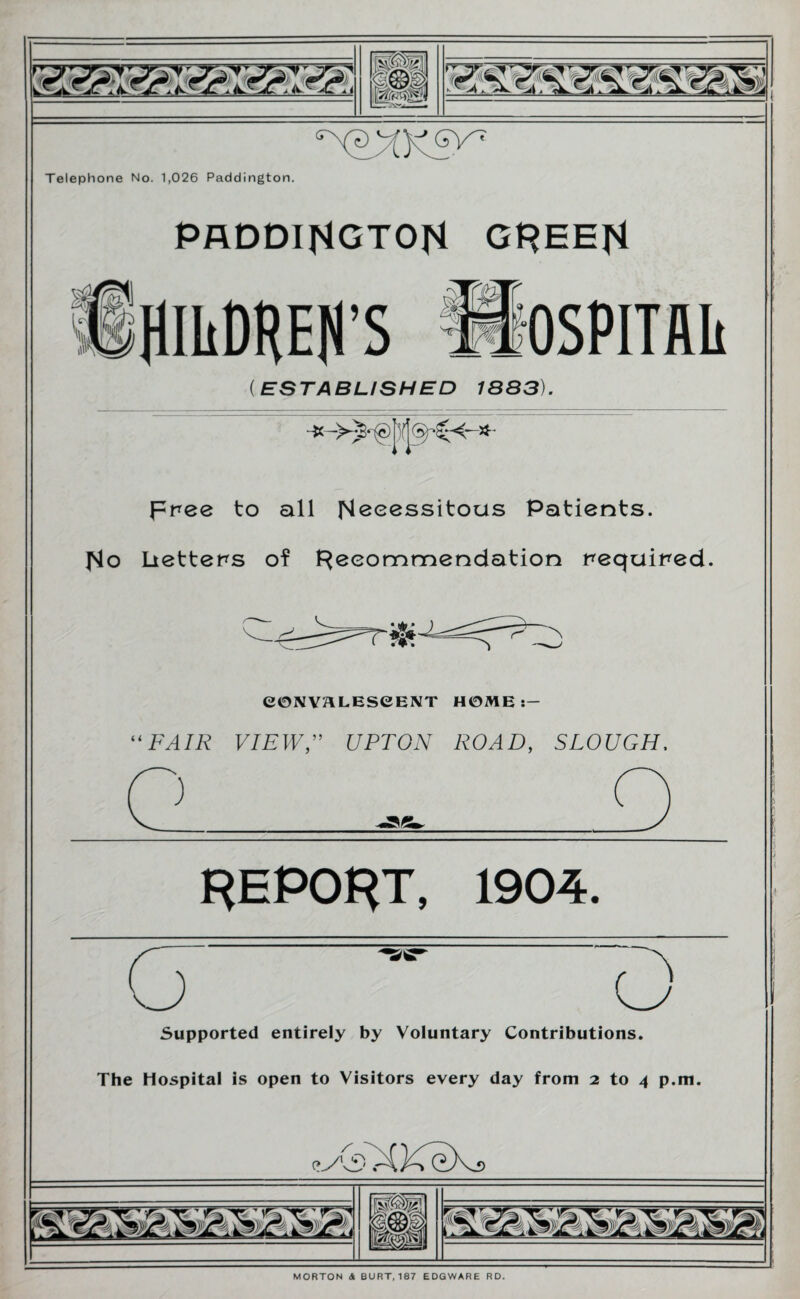 Telephone No. 1,026 Paddington.
PADDINGTON GREEN
CHILDREN'S HOSPITAL
(ESTABLISHED 1883).
Free to all Necessitous Patients.
No Letters of Recommendation required.
CONVALESCENT HOME :—
“FAIR VIEW,” UPTON ROAD, SLOUGH.
REPORT, 1904.
Supported entirely by Voluntary Contributions.
The Hospital is open to Visitors every day from 2 to 4 p.m.
MORTON & BURT, 187 EDGWARE RD.